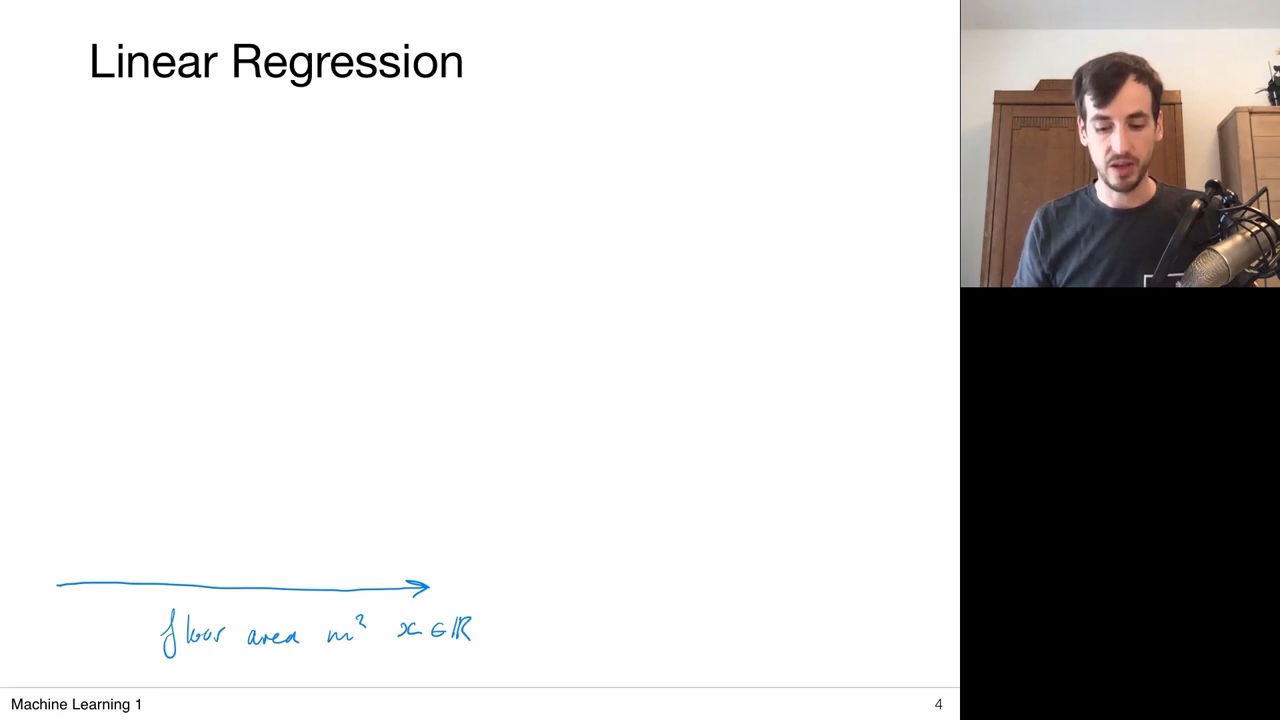 Linear Regression
floor area m² x ∈ ℝ
Machine Learning 1
4